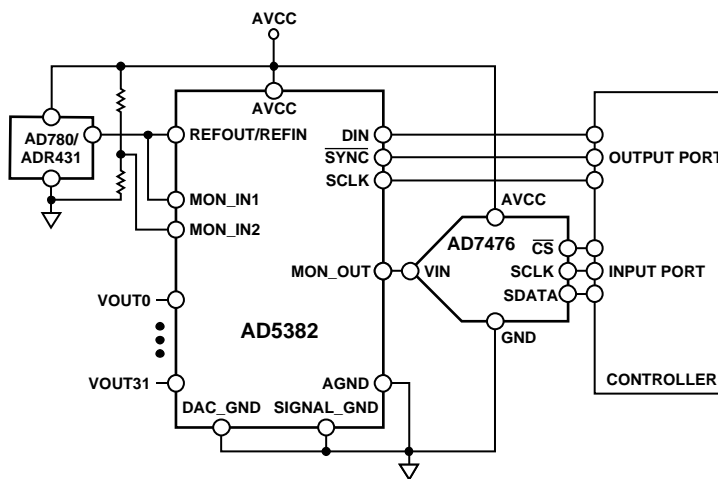 AVCC
AVCC
AD780/
ADR431
REFOUT/REFIN
DIN
SYNC
OUTPUT PORT
SCLK
MON_IN1
AVCC
MON_IN2
AD7476
CS
MON_OUT
VIN
SCLK
INPUT PORT
SDATA
VOUT0
AD5382
GND
VOUT31
AGND
CONTROLLER
DAC_GND
SIGNAL_GND